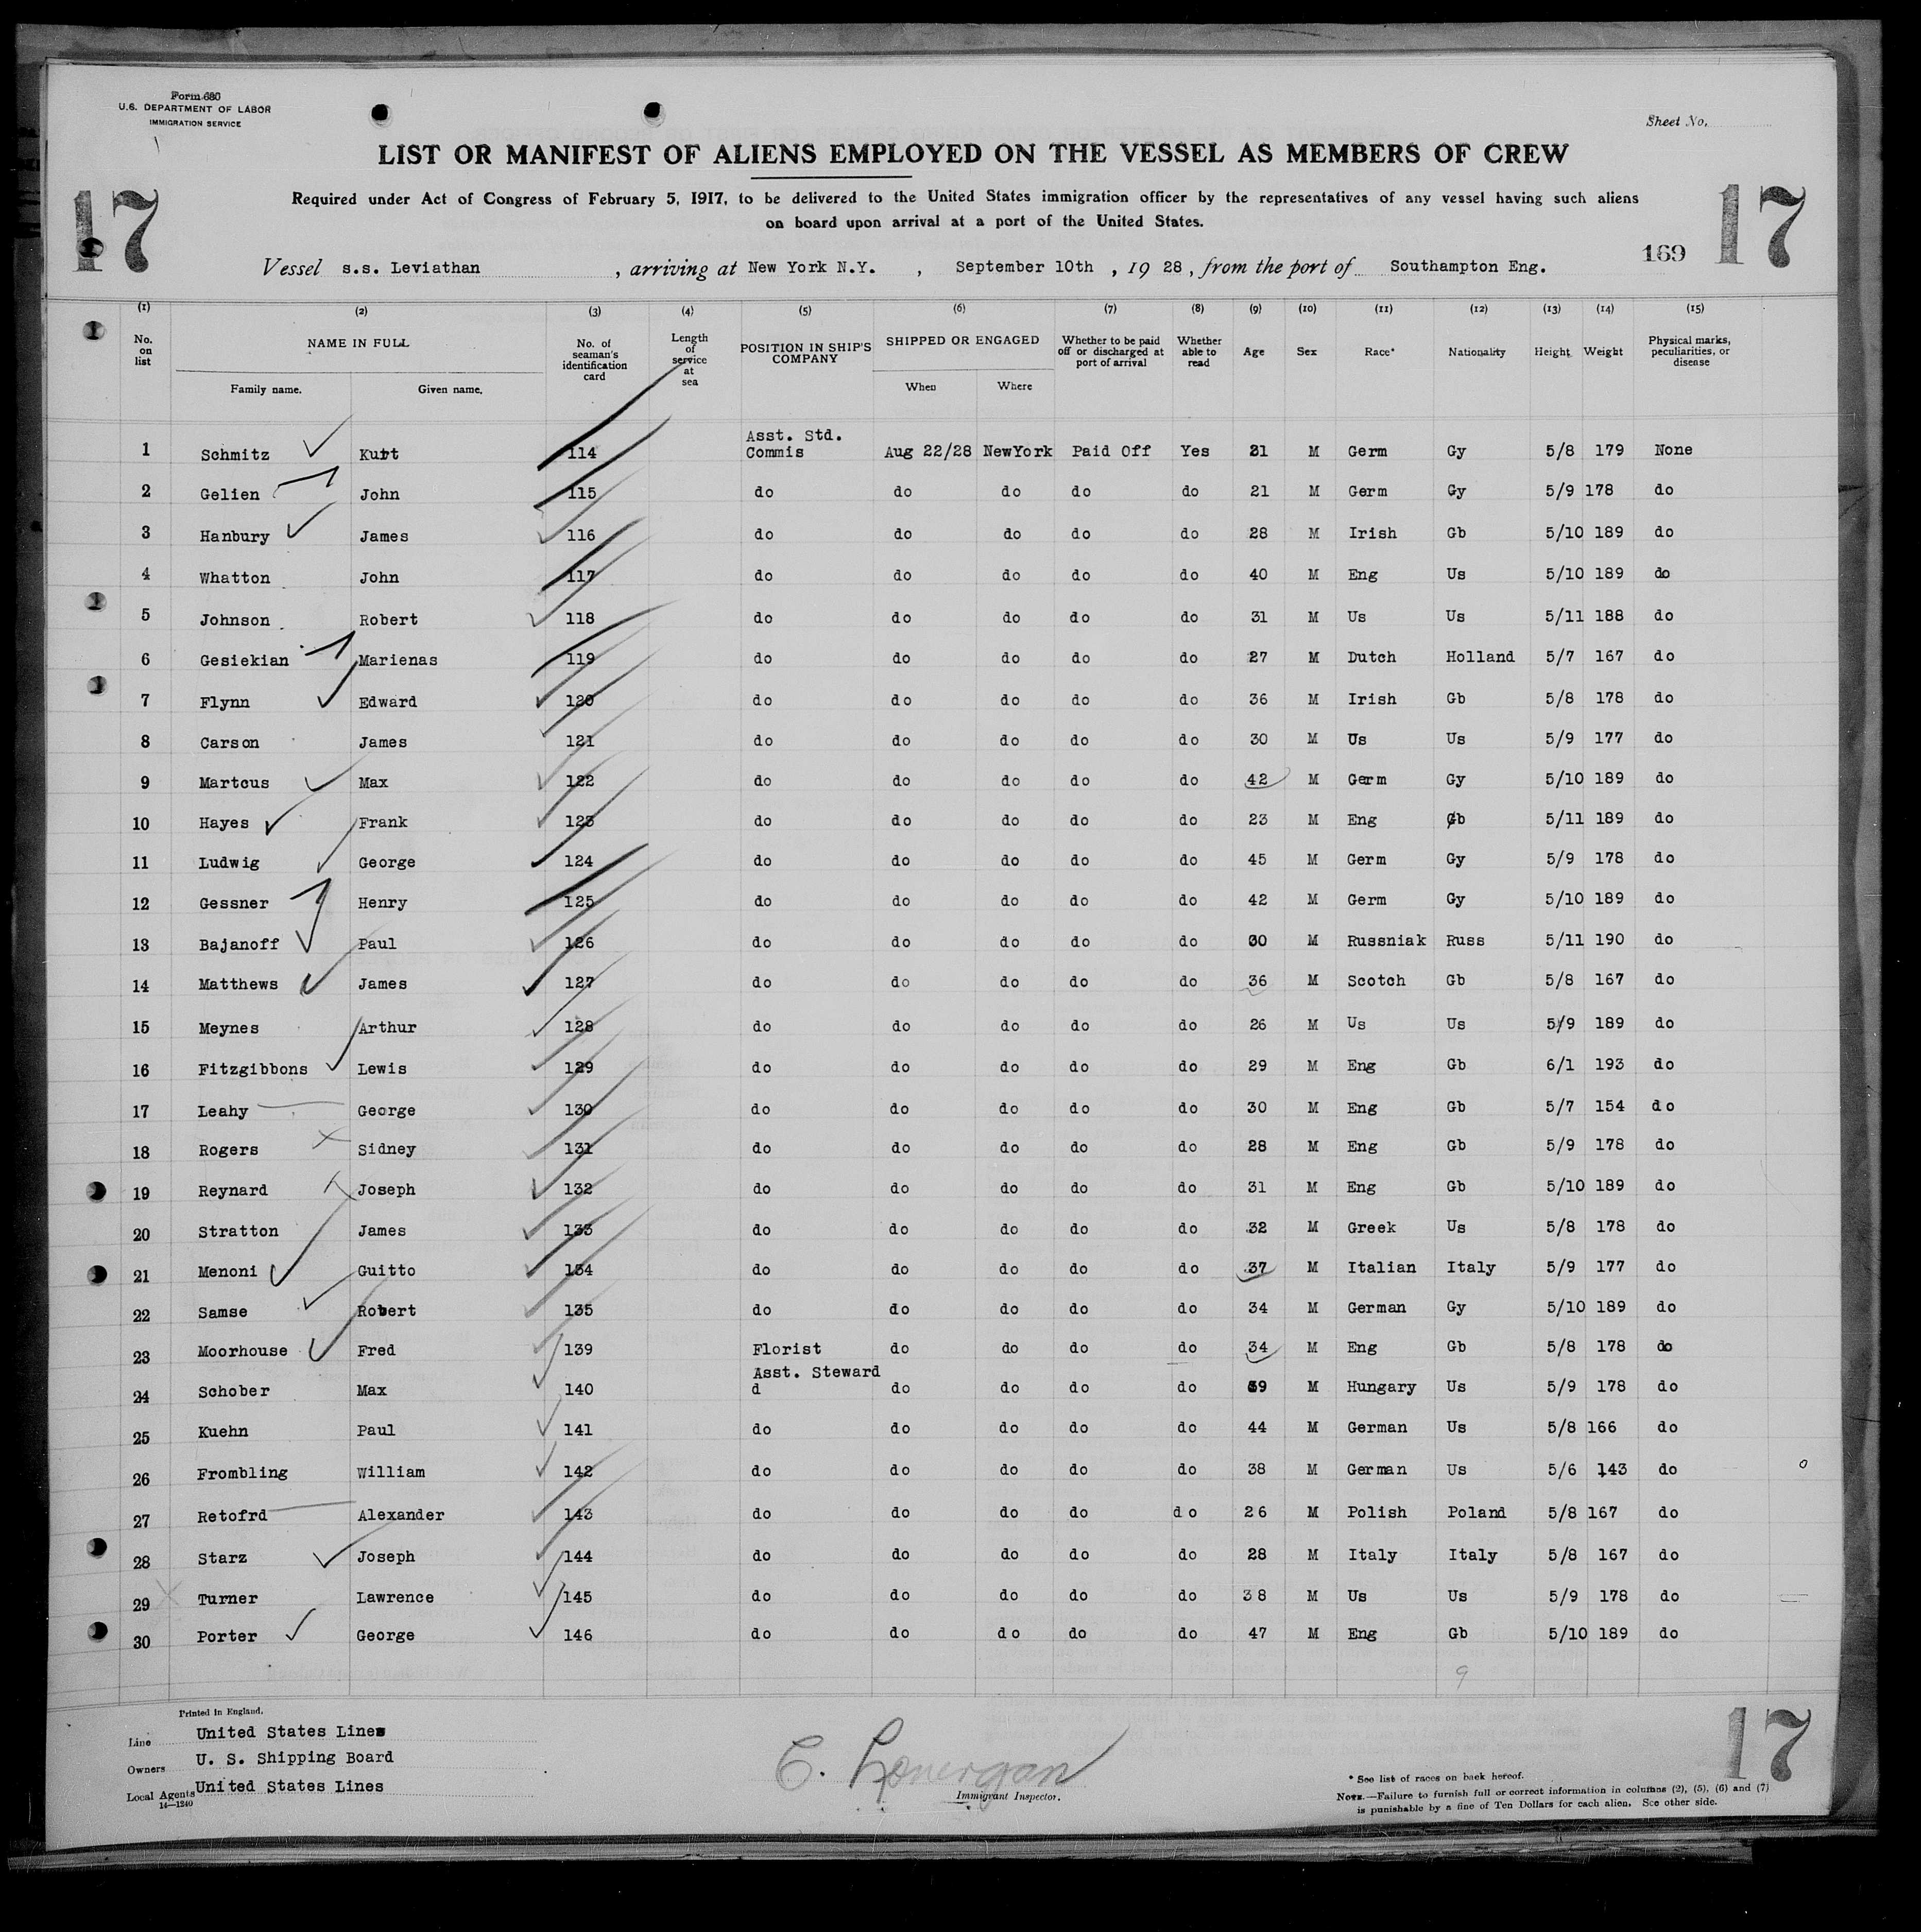 Form 680
U.S. DEPARTMENT OF LABOR
IMMIGRATION SERVICE
Sheet No.
LIST OR MANIFEST OF ALIENS EMPLOYED ON THE VESSEL AS MEMBERS OF CREW
Required under Act of Congress of February 5, 1917, to be delivered to the United States immigration officer by the representatives of any vessel having such aliens
on board upon arrival at a port of the United States.
17
17
169
Vessel s.s. Leviathan , arriving at New York N.Y. , September 10th , 19 28 , from the port of Southampton Eng.
(1) (2) (3) (4) (5) (6) (7) (8) (9) (10) (11) (12) (13) (14) (15)
No. on list NAME IN FULL Family name. Given name. No. of seaman's identification card Length of service at sea POSITION IN SHIP'S COMPANY SHIPPED OR ENGAGED When Where Whether to be paid off or discharged at port of arrival Whether able to read Age Sex Race* Nationality Height Weight Physical marks, peculiarities, or disease
1 Schmitz Kurt 114 Asst. Std. Commis Aug 22/28 NewYork Paid Off Yes 21 M Germ Gy 5/8 179 None
2 Gelien John 115 do do do do do 21 M Germ Gy 5/9 178 do
3 Hanbury James 116 do do do do do 28 M Irish Gb 5/10 189 do
4 Whatton John 117 do do do do do 40 M Eng Us 5/10 189 do
5 Johnson Robert 118 do do do do do 31 M Us Us 5/11 188 do
6 Gesiekian Marienas 119 do do do do do 27 M Dutch Holland 5/7 167 do
7 Flynn Edward 120 do do do do do 36 M Irish Gb 5/8 178 do
8 Carson James 121 do do do do do 30 M Us Us 5/9 177 do
9 Martcus Max 122 do do do do do 42 M Germ Gy 5/10 189 do
10 Hayes Frank 123 do do do do do 23 M Eng Gb 5/11 189 do
11 Ludwig George 124 do do do do do 45 M Germ Gy 5/9 178 do
12 Gessner Henry 125 do do do do do 42 M Germ Gy 5/10 189 do
13 Bajanoff Paul 126 do do do do do 30 M Russniak Russ 5/11 190 do
14 Matthews James 127 do do do do do 36 M Scotch Gb 5/8 167 do
15 Meynes Arthur 128 do do do do do 26 M Us Us 5/9 189 do
16 Fitzgibbons Lewis 129 do do do do do 29 M Eng Gb 6/1 193 do
17 Leahy George 130 do do do do do 30 M Eng Gb 5/7 154 do
18 Rogers Sidney 131 do do do do do 28 M Eng Gb 5/9 178 do
19 Reynard Joseph 132 do do do do do 31 M Eng Gb 5/10 189 do
20 Stratton James 133 do do do do do 32 M Greek Us 5/8 178 do
21 Menoni Guitto 134 do do do do do 37 M Italian Italy 5/9 177 do
22 Samse Robert 135 do do do do do 34 M German Gy 5/10 189 do
23 Moorhouse Fred 139 Florist do do do do 34 M Eng Gb 5/8 178 do
24 Schober Max 140 Asst. Steward d do do do do M Hungary Us 5/9 178 do
25 Kuehn Paul 141 do do do do do 44 M German Us 5/8 166 do
26 Frombling William 142 do do do do do 38 M German Us 5/6 143 do
27 Retofrd Alexander 143 do do do do do 26 M Polish Poland 5/8 167 do
28 Starz Joseph 144 do do do do do 28 M Italy Italy 5/8 167 do
29 Turner Lawrence 145 do do do do do 38 M Us Us 5/9 178 do
30 Porter George 146 do do do do do 47 M Eng Gb 5/10 189 do
9
Printed in England.
Line United States Lines
Owners U. S. Shipping Board
Local Agents United States Lines
14—1240
C. Lonergan
Immigrant Inspector.
* See list of races on back hereof.
NOTE.—Failure to furnish full or correct information in columns (2), (5), (6) and (7)
is punishable by a fine of Ten Dollars for each alien. See other side.
17